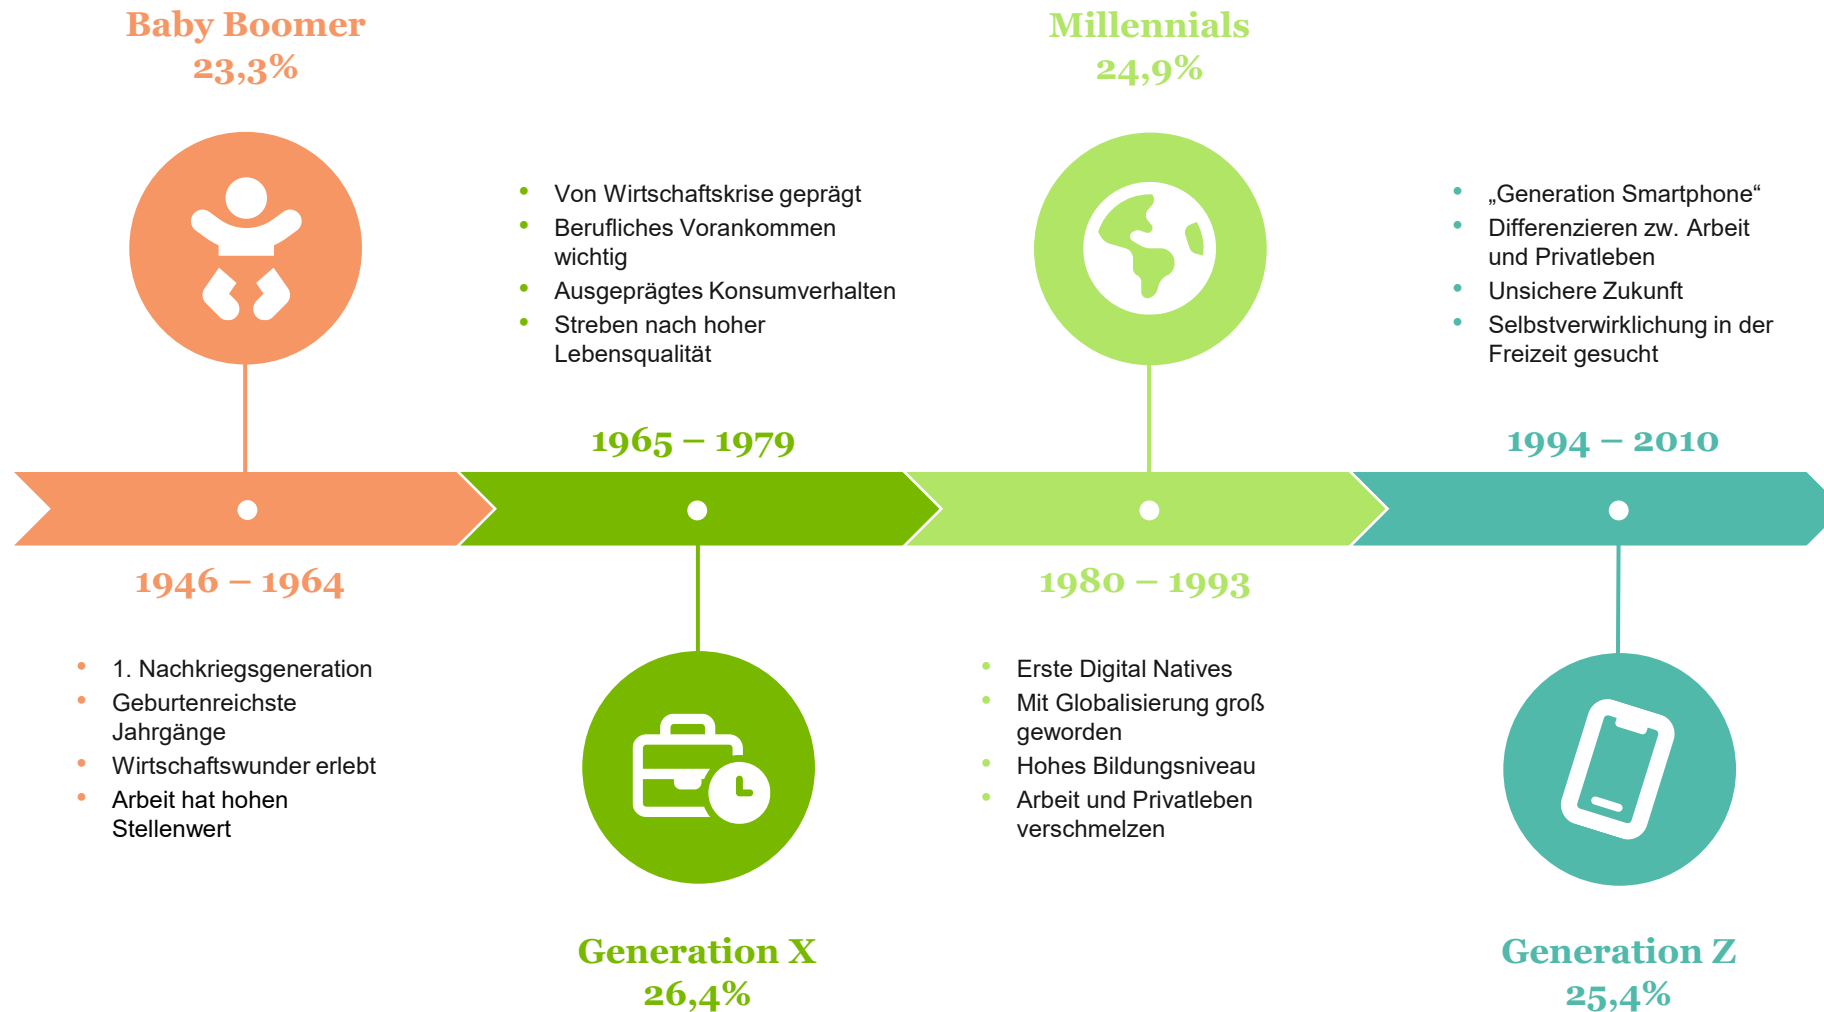 Baby Boomer
23,3%
1946 – 1964
• 1. Nachkriegsgeneration
• Geburtenreichste
Jahrgänge
• Wirtschaftswunder erlebt
• Arbeit hat hohen
Stellenwert
• Von Wirtschaftskrise geprägt
• Berufliches Vorankommen
wichtig
• Ausgeprägtes Konsumverhalten
• Streben nach hoher
Lebensqualität
1965 – 1979
Generation X
26,4%
Millennials
24,9%
1980 – 1993
• Erste Digital Natives
• Mit Globalisierung groß
geworden
• Hohes Bildungsniveau
• Arbeit und Privatleben
verschmelzen
• „Generation Smartphone“
• Differenzieren zw. Arbeit
und Privatleben
• Unsichere Zukunft
• Selbstverwirklichung in der
Freizeit gesucht
1994 – 2010
Generation Z
25,4%